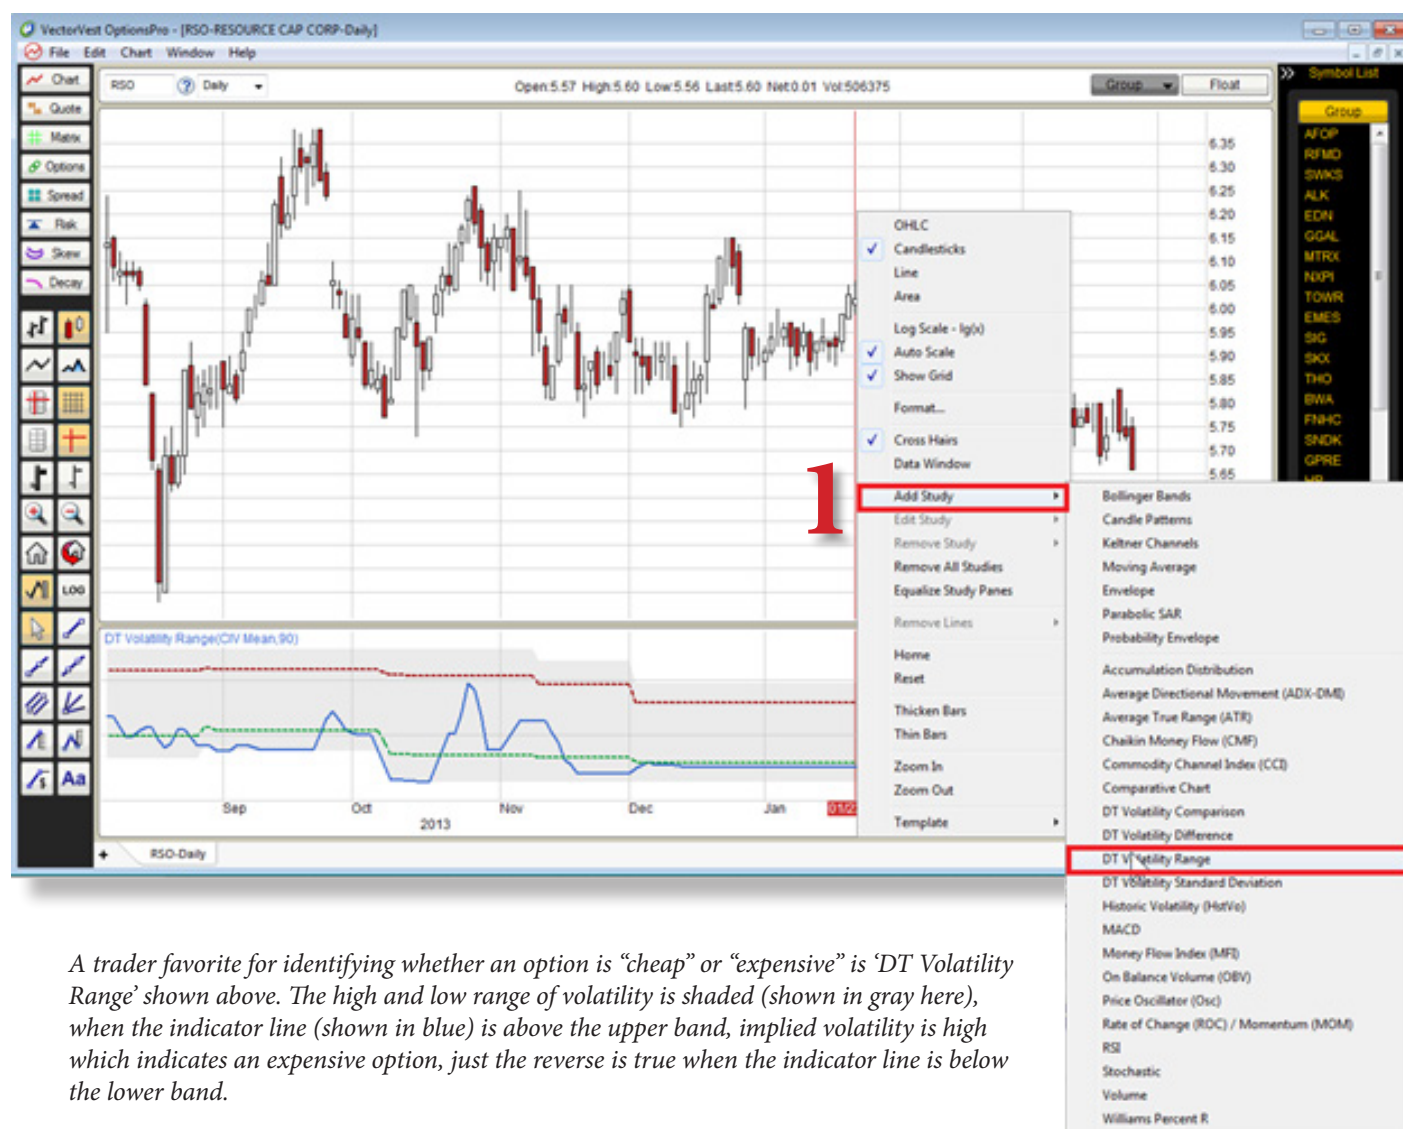 VectorVest OptionsPro - [RSO-RESOURCE CAP CORP-Daily]
File Edit Chart Window Help
Chart
Quote
Matrix
Options
Spread
Risk
Skew
Decay
LOG
Aa
RSO
Daily
Open:5.57 High:5.60 Low:5.56 Last:5.60 Net:0.01 Vol:506375
Group
Float
Symbol List
Group
AFOP
RFMD
SWKS
ALK
EDN
GGAL
MTRX
NXPI
TOWR
EMES
SIG
SKX
THO
BWA
FNHC
SNDK
GPRE
6.35
6.30
6.25
6.20
6.15
6.10
6.05
6.00
5.95
5.90
5.85
5.80
5.75
5.70
5.65
OHLC
Candlesticks
Line
Area
Log Scale - lg(x)
Auto Scale
Show Grid
Format...
Cross Hairs
Data Window
1
Add Study
Edit Study
Remove Study
Remove All Studies
Equalize Study Panes
Remove Lines
Home
Reset
Thicken Bars
Thin Bars
Zoom In
Zoom Out
Template
Bollinger Bands
Candle Patterns
Keltner Channels
Moving Average
Envelope
Parabolic SAR
Probability Envelope
Accumulation Distribution
Average Directional Movement (ADX-DMI)
Average True Range (ATR)
Chaikin Money Flow (CMF)
Commodity Channel Index (CCI)
Comparative Chart
DT Volatility Comparison
DT Volatility Difference
DT Volatility Range
DT Volatility Standard Deviation
Historic Volatility (HstVo)
MACD
Money Flow Index (MFI)
On Balance Volume (OBV)
Price Oscillator (Osc)
Rate of Change (ROC) / Momentum (MOM)
RSI
Stochastic
Volume
Williams Percent R
DT Volatility Range(CIV Mean,90)
Sep Oct Nov Dec Jan
2013
RSO-Daily
A trader favorite for identifying whether an option is “cheap” or “expensive” is ‘DT Volatility
Range’ shown above. The high and low range of volatility is shaded (shown in gray here),
when the indicator line (shown in blue) is above the upper band, implied volatility is high
which indicates an expensive option, just the reverse is true when the indicator line is below
the lower band.